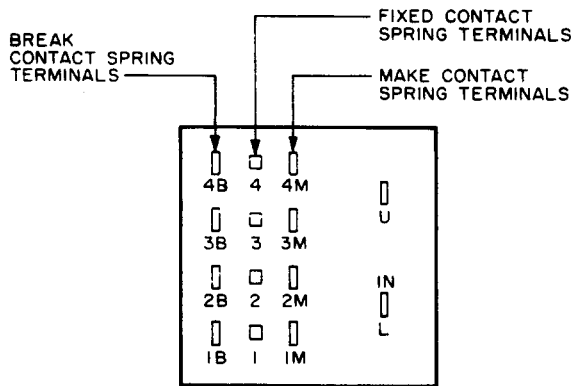 FIXED CONTACT
SPRING TERMINALS
BREAK
CONTACT SPRING
TERMINALS
MAKE CONTACT
SPRING TERMINALS
4B 4 4M
U
3B 3 3M
IN
2B 2 2M
L
1B 1 1M